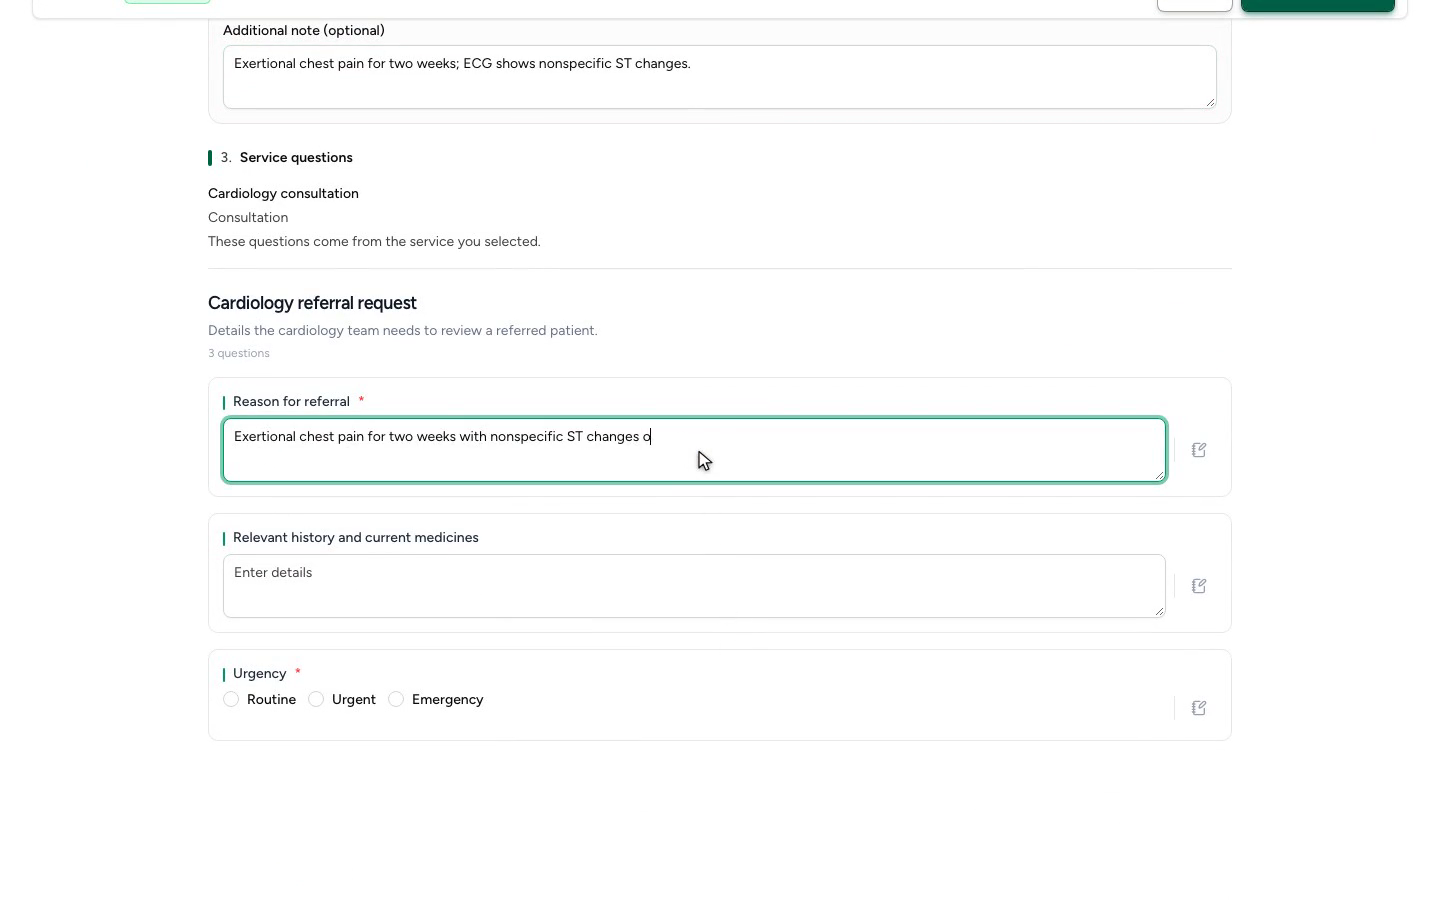 Additional note (optional)
Exertional chest pain for two weeks; ECG shows nonspecific ST changes.
3. Service questions
Cardiology consultation
Consultation
These questions come from the service you selected.
Cardiology referral request
Details the cardiology team needs to review a referred patient.
3 questions
Reason for referral *
Exertional chest pain for two weeks with nonspecific ST changes o
Relevant history and current medicines
Enter details
Urgency *
Routine Urgent Emergency